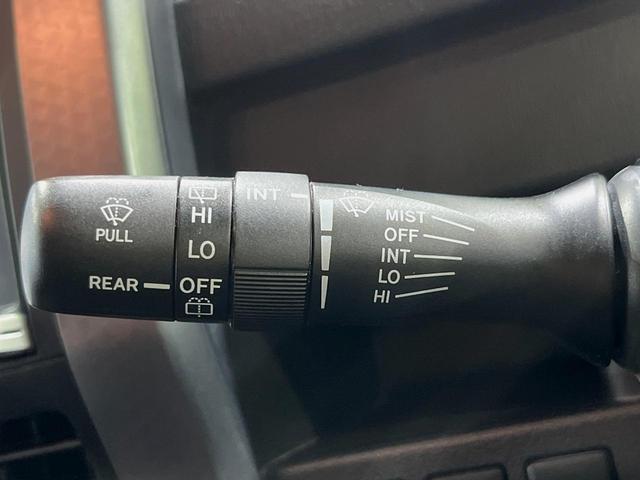 PULL
REAR
HI
LO
OFF
INT
MIST
OFF
INT
LO
HI